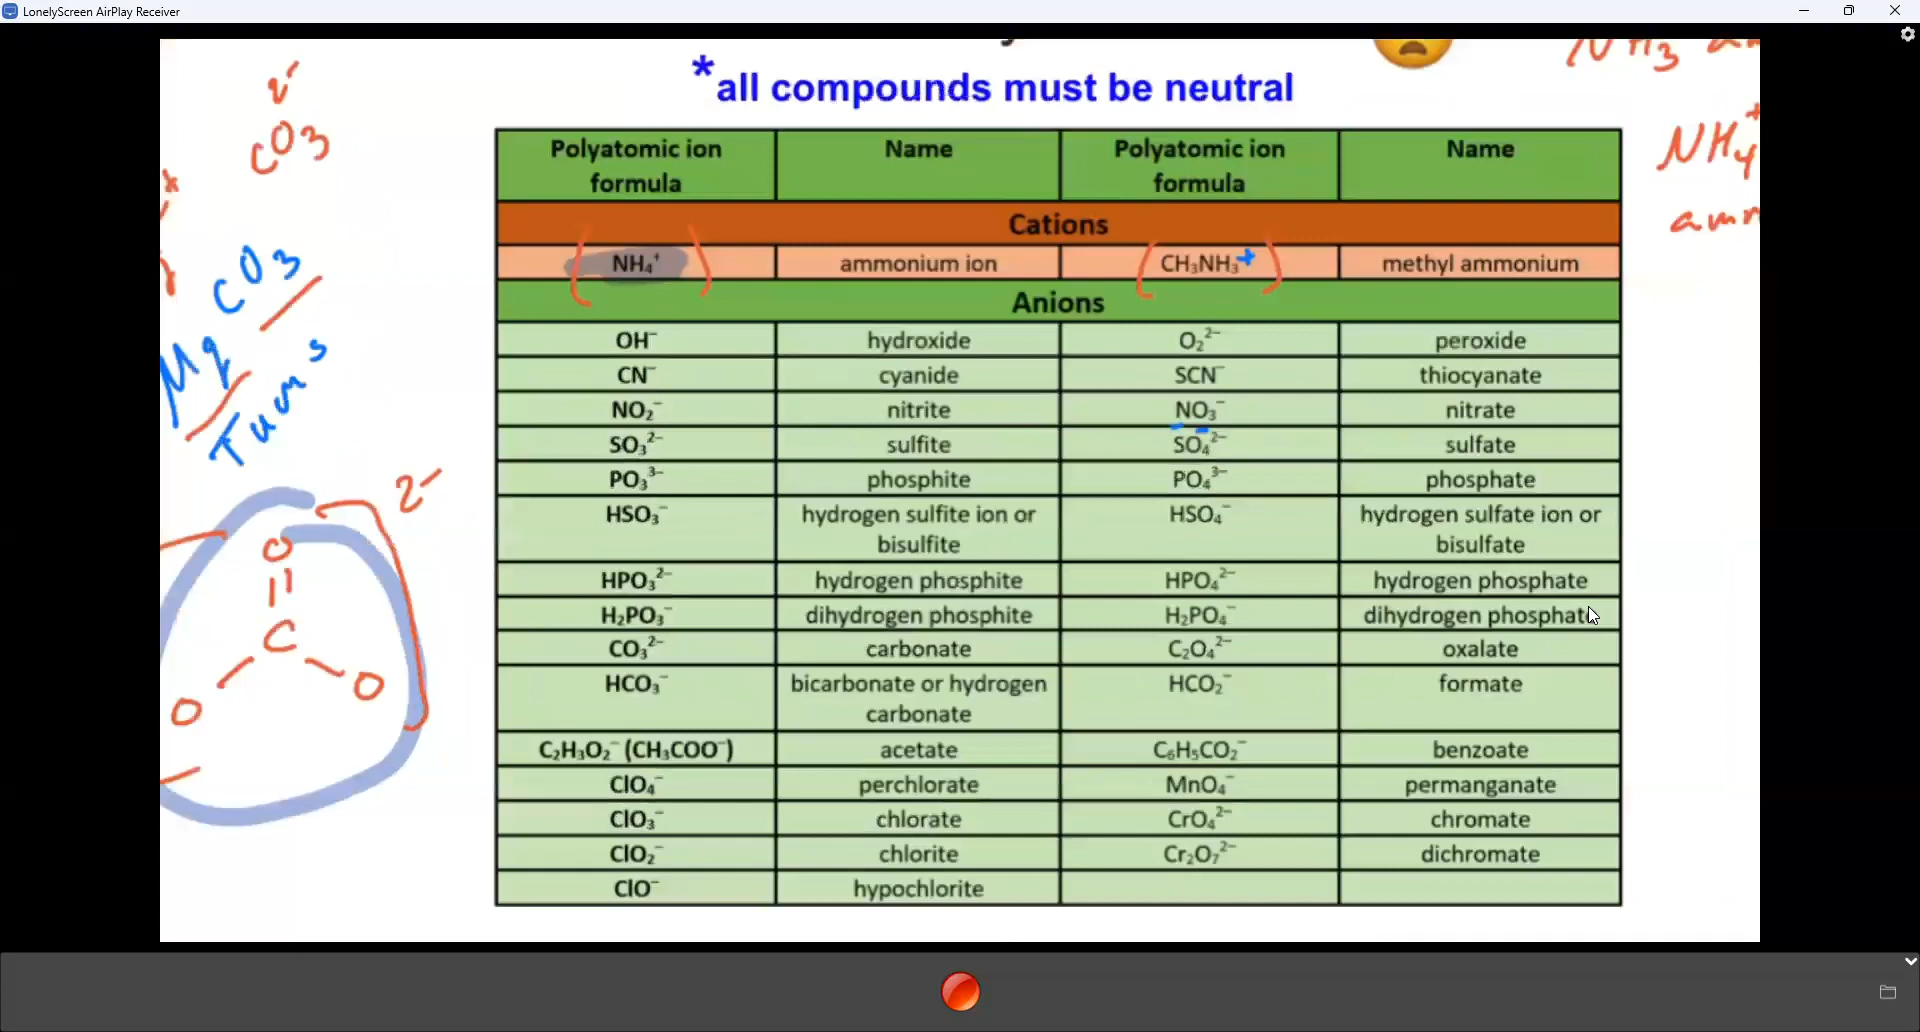 LonelyScreen AirPlay Receiver
*all compounds must be neutral
Polyatomic ion formula | Name | Polyatomic ion formula | Name
Cations
NH₄⁺ | ammonium ion | CH₃NH₃⁺ | methyl ammonium
Anions
OH⁻ | hydroxide | O₂²⁻ | peroxide
CN⁻ | cyanide | SCN⁻ | thiocyanate
NO₂⁻ | nitrite | NO₃⁻ | nitrate
SO₃²⁻ | sulfite | SO₄²⁻ | sulfate
PO₃³⁻ | phosphite | PO₄³⁻ | phosphate
HSO₃⁻ | hydrogen sulfite ion or bisulfite | HSO₄⁻ | hydrogen sulfate ion or bisulfate
HPO₃²⁻ | hydrogen phosphite | HPO₄²⁻ | hydrogen phosphate
H₂PO₃⁻ | dihydrogen phosphite | H₂PO₄⁻ | dihydrogen phosphate
CO₃²⁻ | carbonate | C₂O₄²⁻ | oxalate
HCO₃⁻ | bicarbonate or hydrogen carbonate | HCO₂⁻ | formate
C₂H₃O₂⁻ (CH₃COO⁻) | acetate | C₆H₅CO₂⁻ | benzoate
ClO₄⁻ | perchlorate | MnO₄⁻ | permanganate
ClO₃⁻ | chlorate | CrO₄²⁻ | chromate
ClO₂⁻ | chlorite | Cr₂O₇²⁻ | dichromate
ClO⁻ | hypochlorite
2-
CO3
Mg CO3
Tums
2-
O
C
O
O
NH3
NH4+